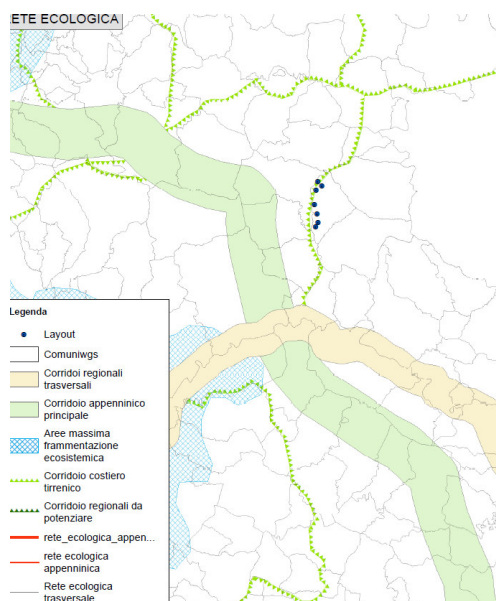 ETE ECOLOGICA
Legenda
Layout
Comuniwgs
Corridoi regionali
trasversali
Corridoio appenninico
principale
Aree massima
frammentazione
ecosistemica
Corridoio costiero
tirrenico
Corridoio regionali da
potenziare
rete_ecologica_appen...
rete ecologica
appenninica
Rete ecologica
trasversale